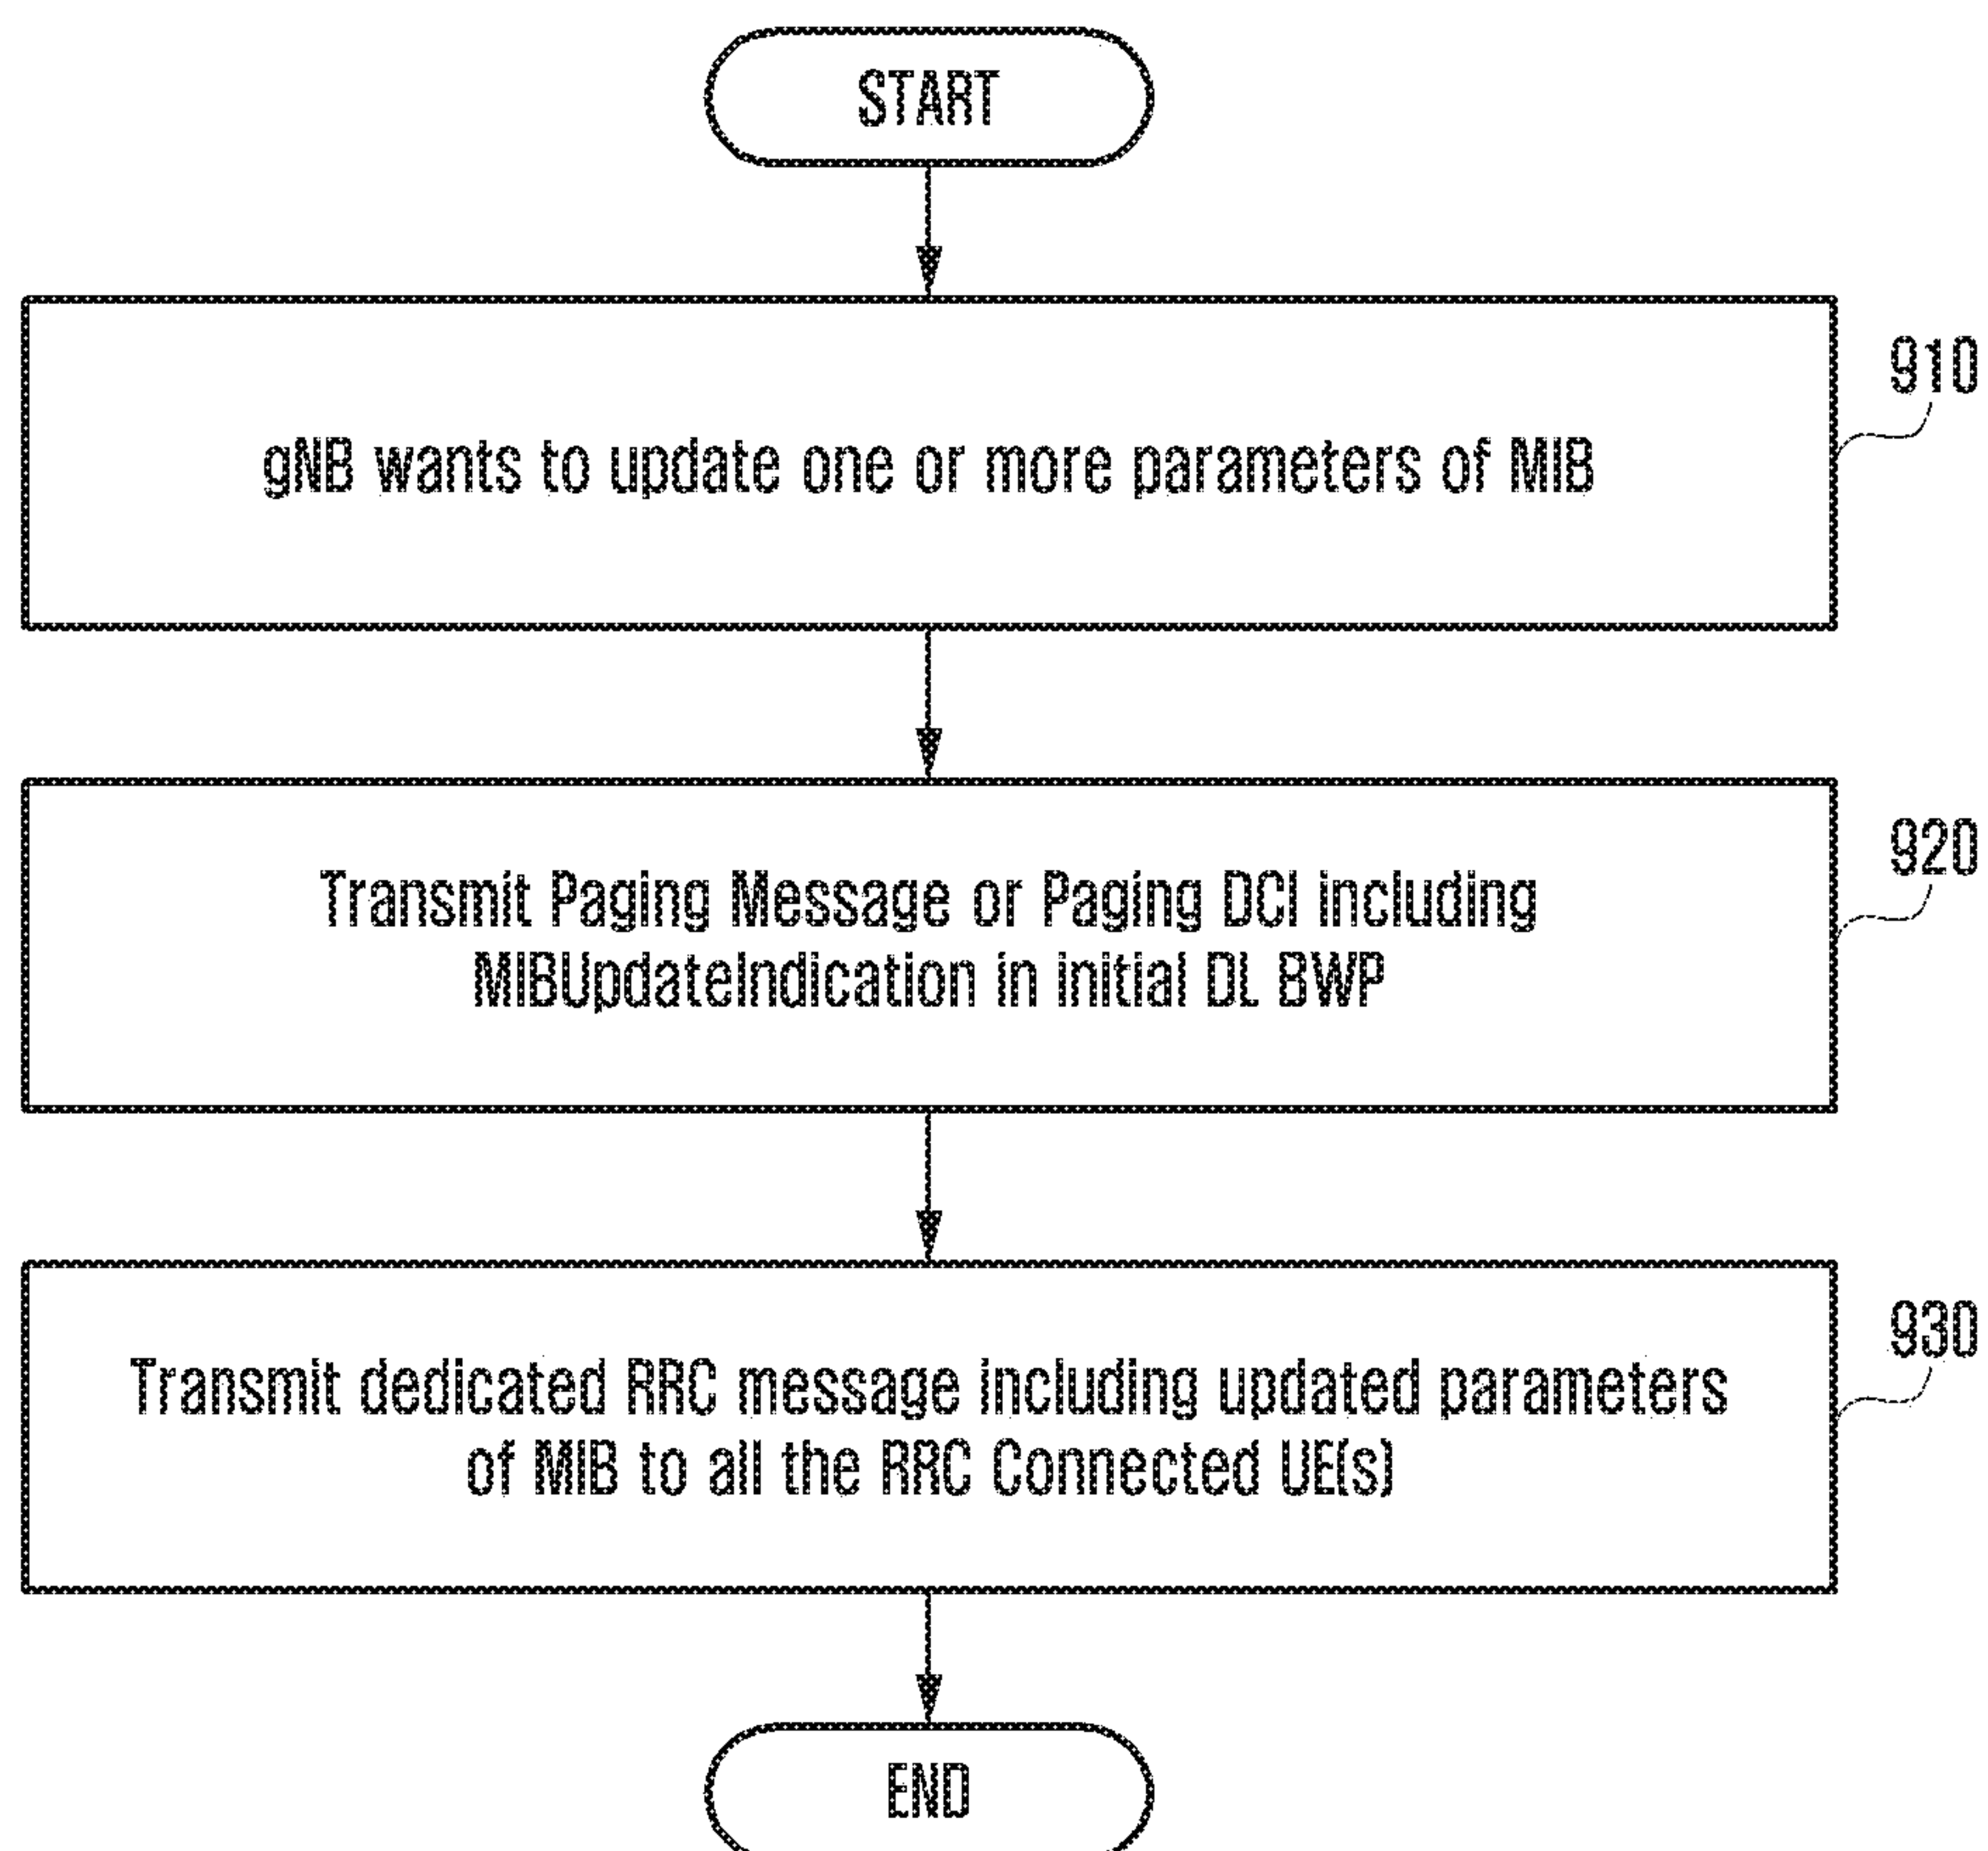 START
910
gNB wants to update one or more parameters of MIB
920
Transmit Paging Message or Paging DCI including
MIBUpdateIndication in initial DL BWP
930
Transmit dedicated RRC message including updated parameters
of MIB to all the RRC Connected UE(s)
END